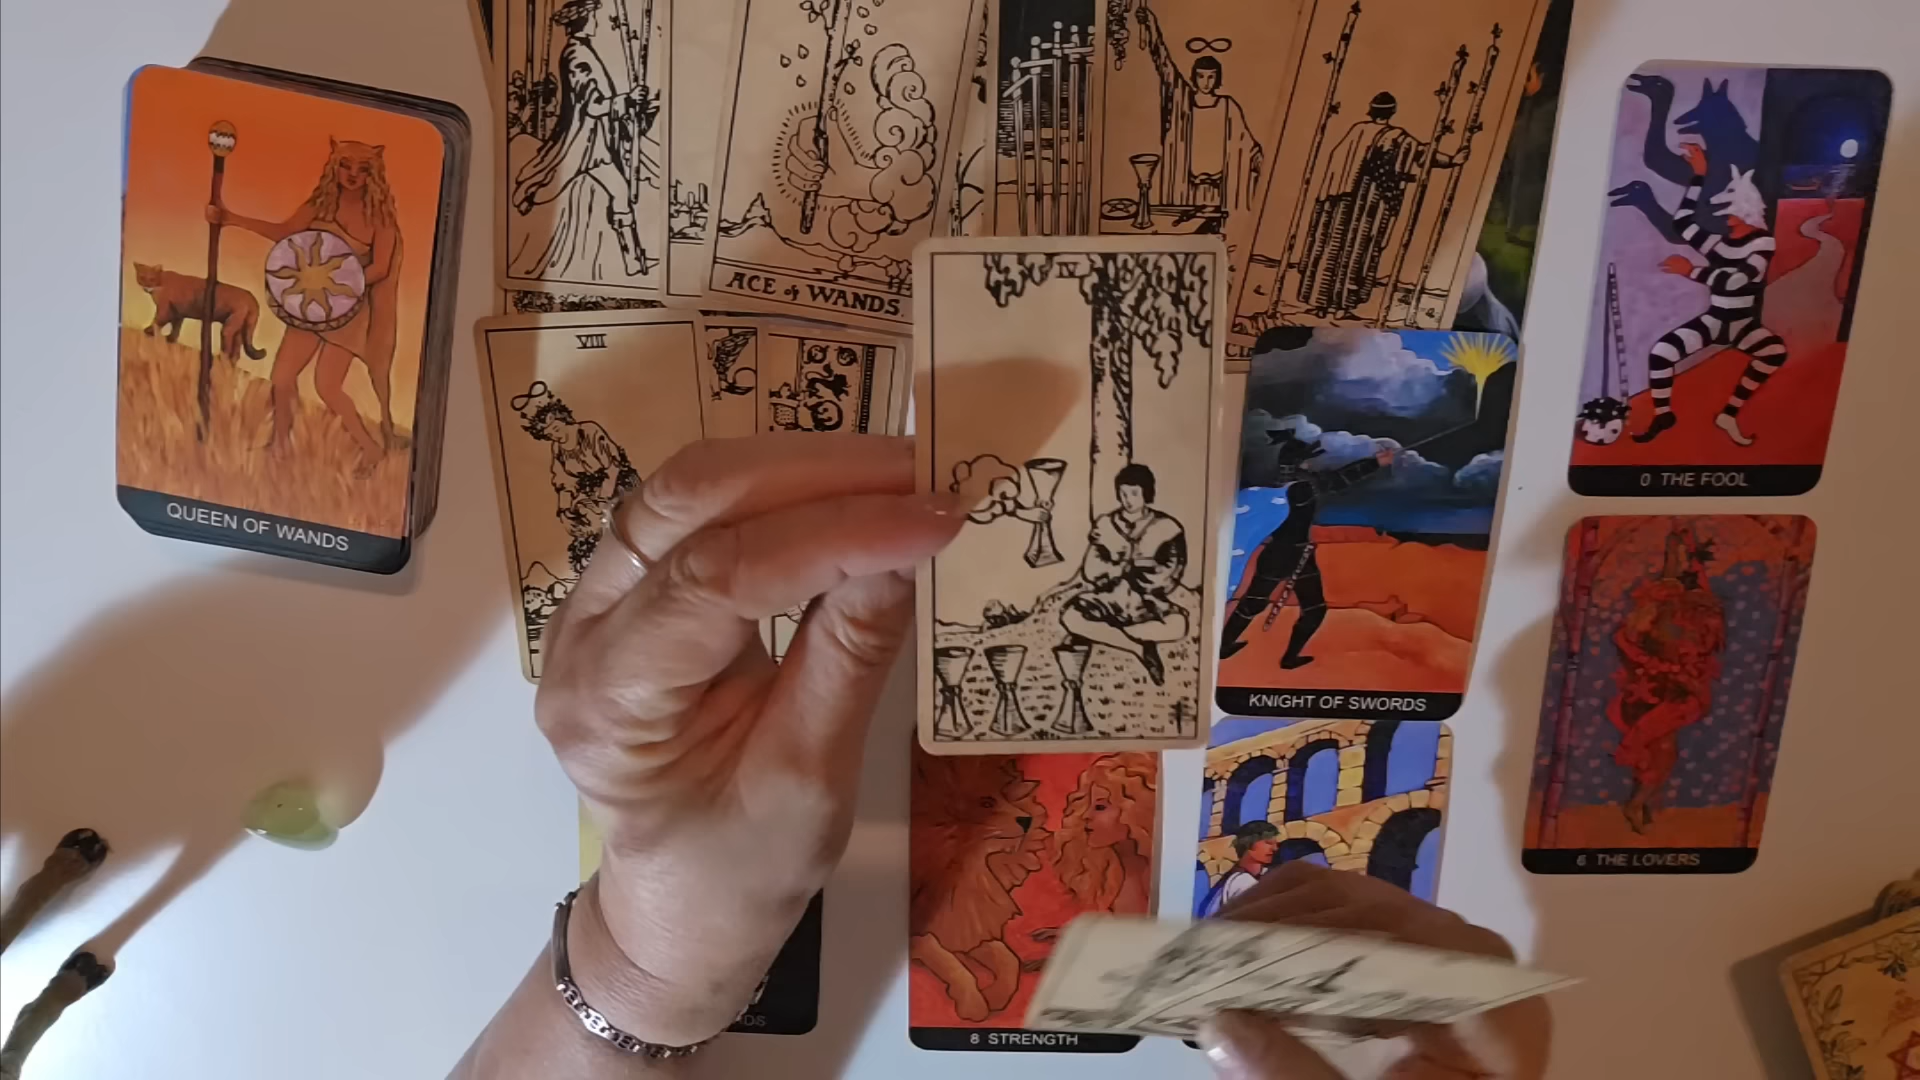 QUEEN OF WANDS
ACE of WANDS.
VIII
IV
KNIGHT OF SWORDS
0 THE FOOL
6 THE LOVERS
8 STRENGTH